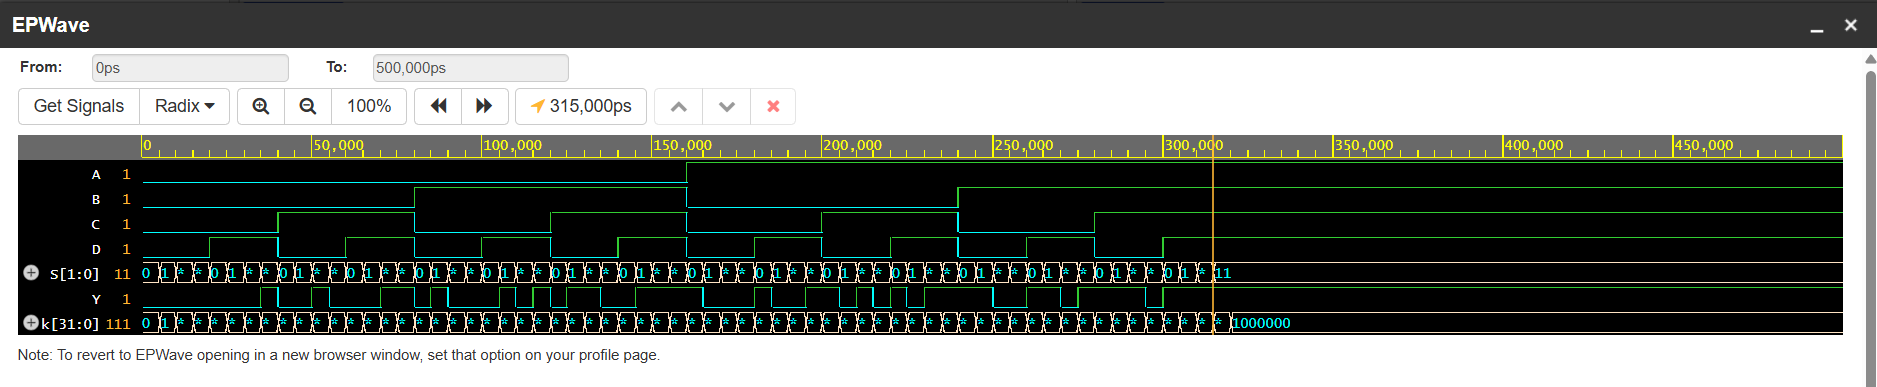 EPWave
From: 0ps To: 500,000ps
Get Signals Radix 100% 315,000ps
0 50,000 100,000 150,000 200,000 250,000 300,000 350,000 400,000 450,000
A 1
B 1
C 1
D 1
S[1:0] 11 0 1 * * 0 1 * * 0 1 * * 0 1 * * 0 1 * * 0 1 * * 0 1 * * 0 1 * * 0 1 * * 0 1 * * 0 1 * * 0 1 * * 0 1 * * 0 1 * * 0 1 * * 0 1 * 11
Y 1
k[31:0] 111 0 1 * * * * * * * * * * * * * * * * * * * * * * * * * * * * * * * * * * * * * * * * * * * * * * * * * * * * * * * * * * * * * * 1000000
Note: To revert to EPWave opening in a new browser window, set that option on your profile page.